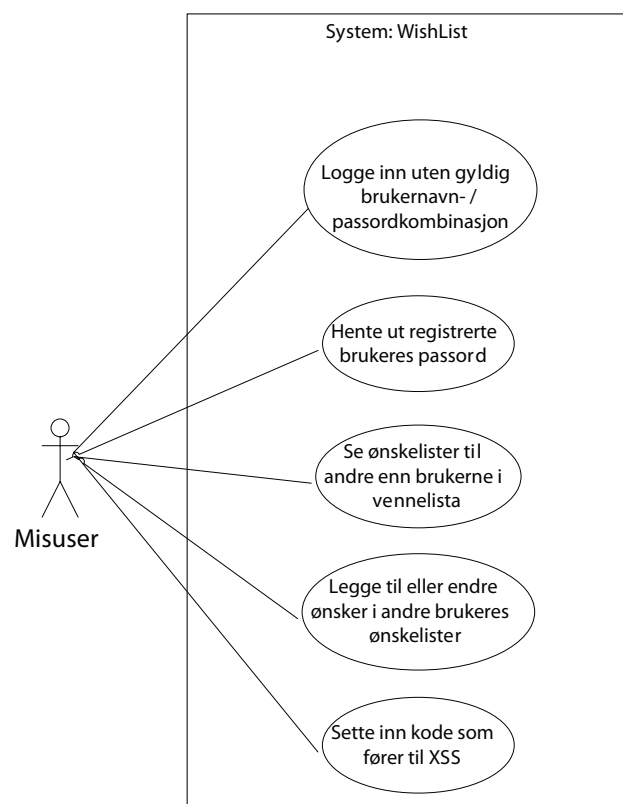 System: WishList
Logge inn uten gyldig
brukernavn- /
passordkombinasjon
Hente ut registrerte
brukeres passord
Se ønskelister til
andre enn brukerne i
vennelista
Misuser
Legge til eller endre
ønsker i andre brukeres
ønskelister
Sette inn kode som
fører til XSS